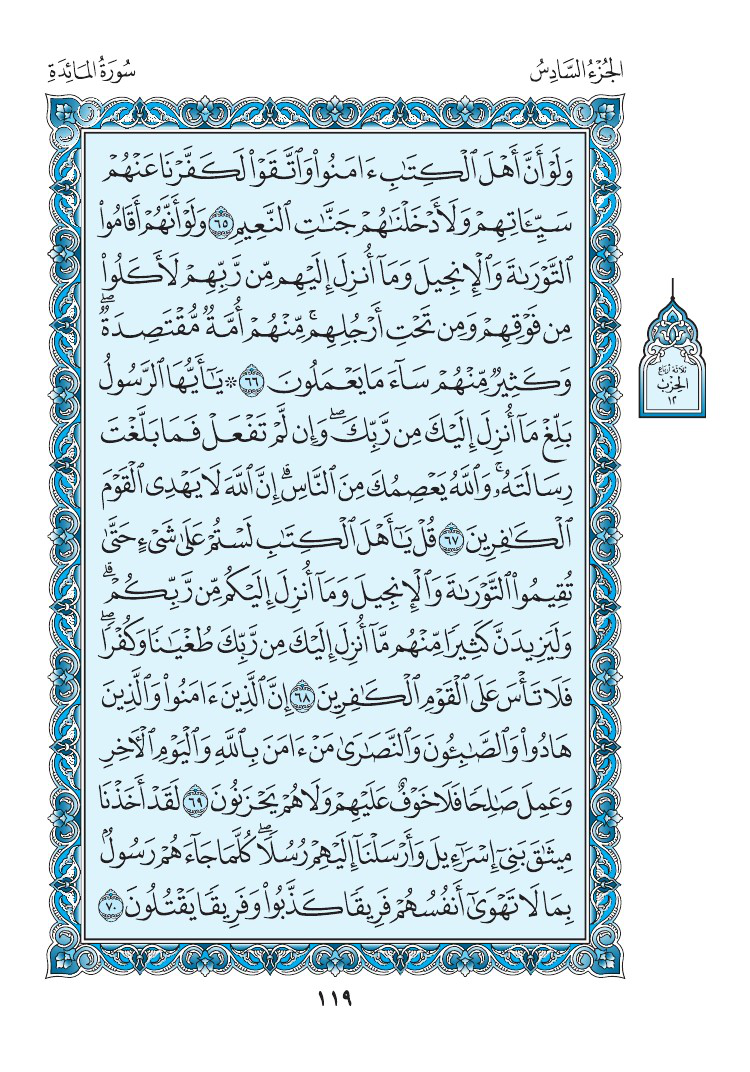 الجُزْءُ السَّادِسُ
سُورَةُ المَائِدَةِ
وَلَوْ أَنَّ أَهْلَ ٱلْكِتَٰبِ ءَامَنُوا۟ وَٱتَّقَوْا۟ لَكَفَّرْنَا عَنْهُمْ
سَيِّـَٔاتِهِمْ وَلَأَدْخَلْنَٰهُمْ جَنَّٰتِ ٱلنَّعِيمِ ٦٥ وَلَوْ أَنَّهُمْ أَقَامُوا۟
ٱلتَّوْرَىٰةَ وَٱلْإِنجِيلَ وَمَآ أُنزِلَ إِلَيْهِم مِّن رَّبِّهِمْ لَأَكَلُوا۟
مِن فَوْقِهِمْ وَمِن تَحْتِ أَرْجُلِهِم ۚ مِّنْهُمْ أُمَّةٌ مُّقْتَصِدَةٌ ۖ
وَكَثِيرٌ مِّنْهُمْ سَآءَ مَا يَعْمَلُونَ ٦٦ ۞ يَٰٓأَيُّهَا ٱلرَّسُولُ
بَلِّغْ مَآ أُنزِلَ إِلَيْكَ مِن رَّبِّكَ ۖ وَإِن لَّمْ تَفْعَلْ فَمَا بَلَّغْتَ
رِسَالَتَهُۥ ۚ وَٱللَّهُ يَعْصِمُكَ مِنَ ٱلنَّاسِ ۗ إِنَّ ٱللَّهَ لَا يَهْدِى ٱلْقَوْمَ
ٱلْكَٰفِرِينَ ٦٧ قُلْ يَٰٓأَهْلَ ٱلْكِتَٰبِ لَسْتُمْ عَلَىٰ شَىْءٍ حَتَّىٰ
تُقِيمُوا۟ ٱلتَّوْرَىٰةَ وَٱلْإِنجِيلَ وَمَآ أُنزِلَ إِلَيْكُم مِّن رَّبِّكُمْ ۗ
وَلَيَزِيدَنَّ كَثِيرًا مِّنْهُم مَّآ أُنزِلَ إِلَيْكَ مِن رَّبِّكَ طُغْيَٰنًا وَكُفْرًا ۖ
فَلَا تَأْسَ عَلَى ٱلْقَوْمِ ٱلْكَٰفِرِينَ ٦٨ إِنَّ ٱلَّذِينَ ءَامَنُوا۟ وَٱلَّذِينَ
هَادُوا۟ وَٱلصَّٰبِـُٔونَ وَٱلنَّصَٰرَىٰ مَنْ ءَامَنَ بِٱللَّهِ وَٱلْيَوْمِ ٱلْـَٔاخِرِ
وَعَمِلَ صَٰلِحًا فَلَا خَوْفٌ عَلَيْهِمْ وَلَا هُمْ يَحْزَنُونَ ٦٩ لَقَدْ أَخَذْنَا
مِيثَٰقَ بَنِىٓ إِسْرَٰٓءِيلَ وَأَرْسَلْنَآ إِلَيْهِمْ رُسُلًا ۖ كُلَّمَا جَآءَهُمْ رَسُولٌۢ
بِمَا لَا تَهْوَىٰٓ أَنفُسُهُمْ فَرِيقًا كَذَّبُوا۟ وَفَرِيقًا يَقْتُلُونَ ٧٠
ثلاثة أرباع
الحِزْب
١٢
١١٩